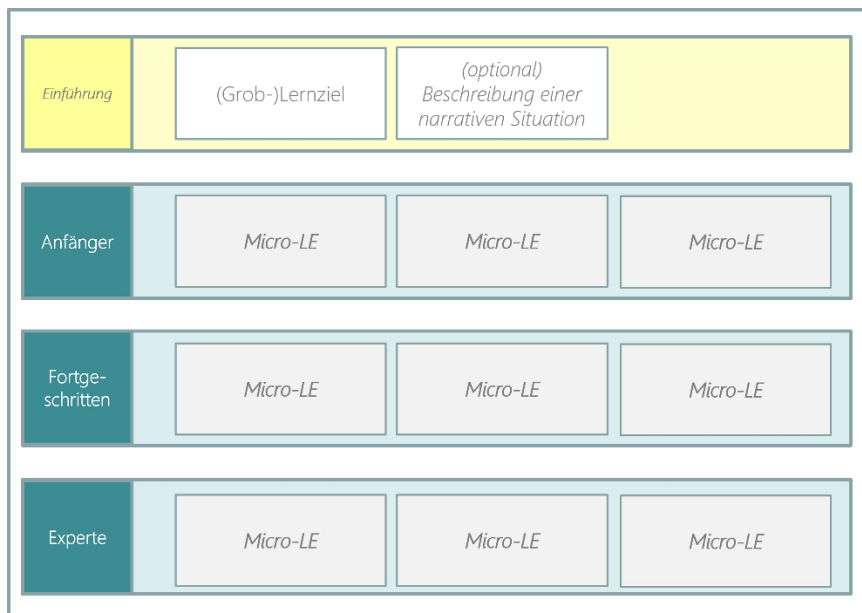 Einführung
(Grob-)Lernziel
(optional)
Beschreibung einer
narrativen Situation
Anfänger
Micro-LE
Micro-LE
Micro-LE
Fortge-
schritten
Micro-LE
Micro-LE
Micro-LE
Experte
Micro-LE
Micro-LE
Micro-LE